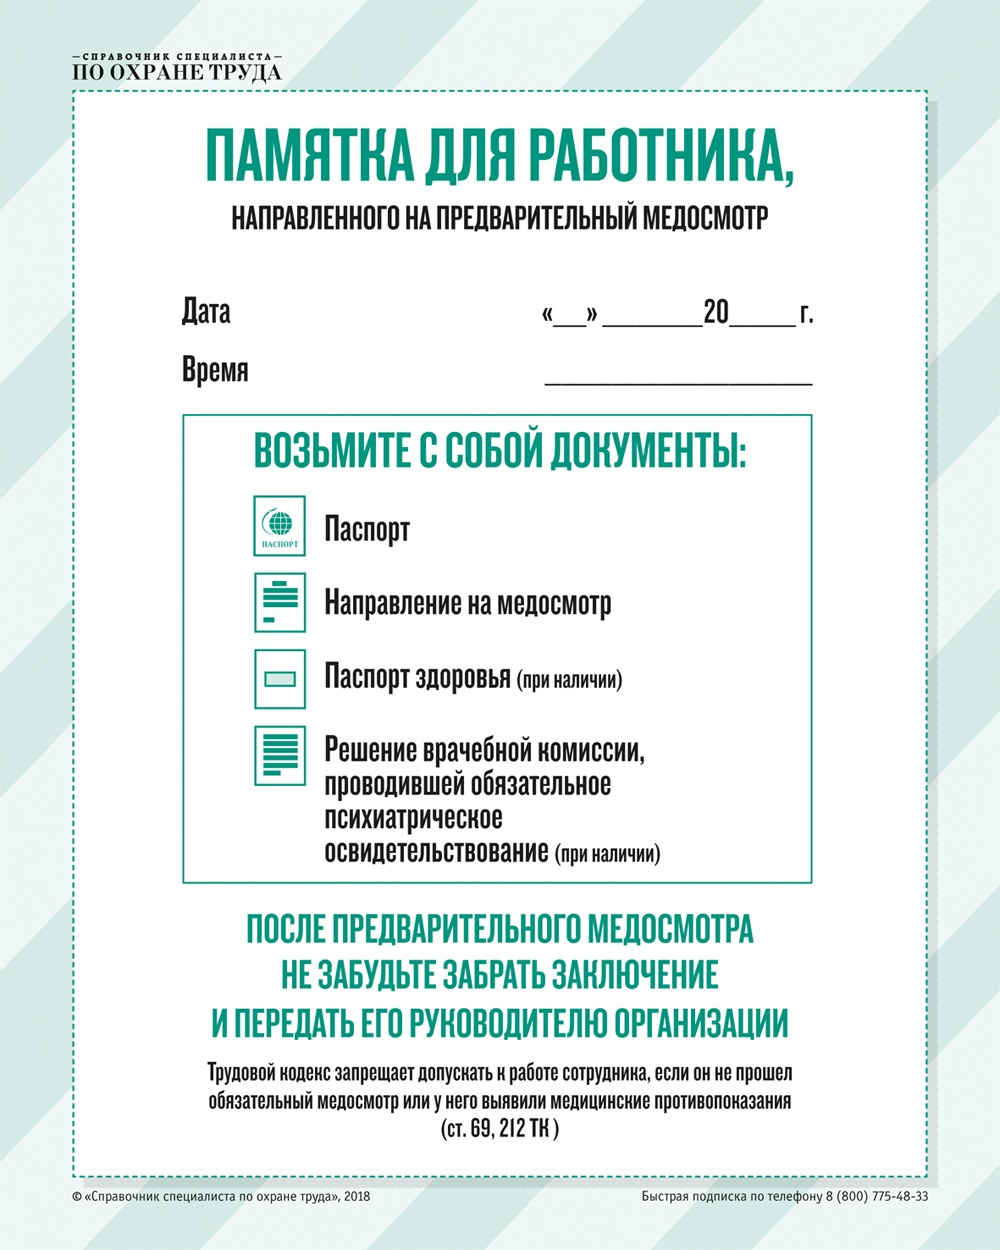 –СПРАВОЧНИК СПЕЦИАЛИСТА–
ПО ОХРАНЕ ТРУДА
ПАМЯТКА ДЛЯ РАБОТНИКА,
НАПРАВЛЕННОГО НА ПРЕДВАРИТЕЛЬНЫЙ МЕДОСМОТР
Дата «__» ______20____ г.
Время ________________
ВОЗЬМИТЕ С СОБОЙ ДОКУМЕНТЫ:
ПАСПОРТ
Паспорт
Направление на медосмотр
Паспорт здоровья (при наличии)
Решение врачебной комиссии,
проводившей обязательное
психиатрическое
освидетельствование (при наличии)
ПОСЛЕ ПРЕДВАРИТЕЛЬНОГО МЕДОСМОТРА
НЕ ЗАБУДЬТЕ ЗАБРАТЬ ЗАКЛЮЧЕНИЕ
И ПЕРЕДАТЬ ЕГО РУКОВОДИТЕЛЮ ОРГАНИЗАЦИИ
Трудовой кодекс запрещает допускать к работе сотрудника, если он не прошел
обязательный медосмотр или у него выявили медицинские противопоказания
(ст. 69, 212 ТК )
© «Справочник специалиста по охране труда», 2018
Быстрая подписка по телефону 8 (800) 775-48-33